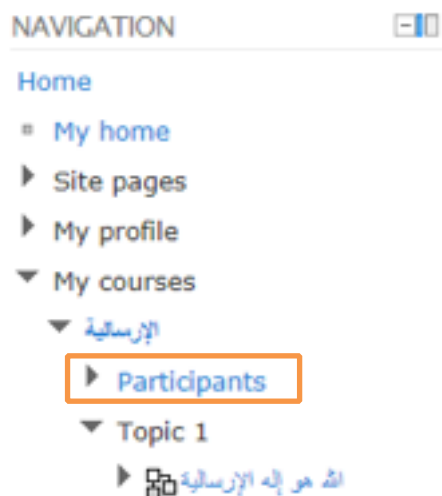 NAVIGATION
Home
My home
Site pages
My profile
My courses
الإرسالية
Participants
Topic 1
الله هو إله الإرسالية